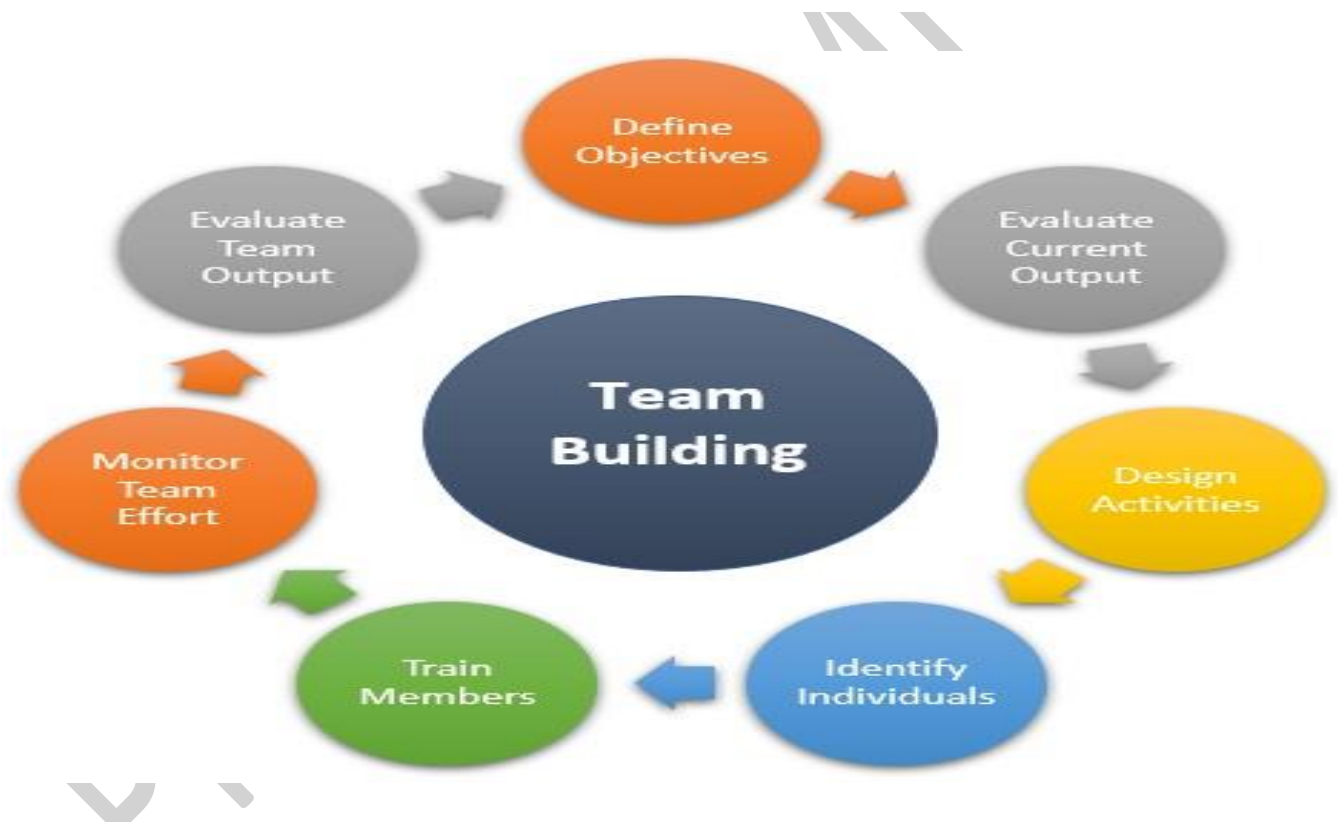 Define
Objectives
Evaluate
Current
Output
Design
Activities
Identify
Individuals
Train
Members
Monitor
Team
Effort
Evaluate
Team
Output
Team
Building